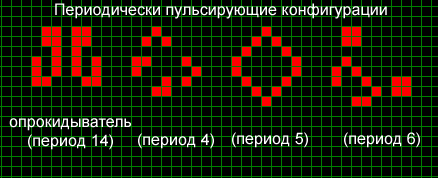 Периодически пульсирующие конфигурации
опрокидыватель
(период 14) (период 4) (период 5) (период 6)